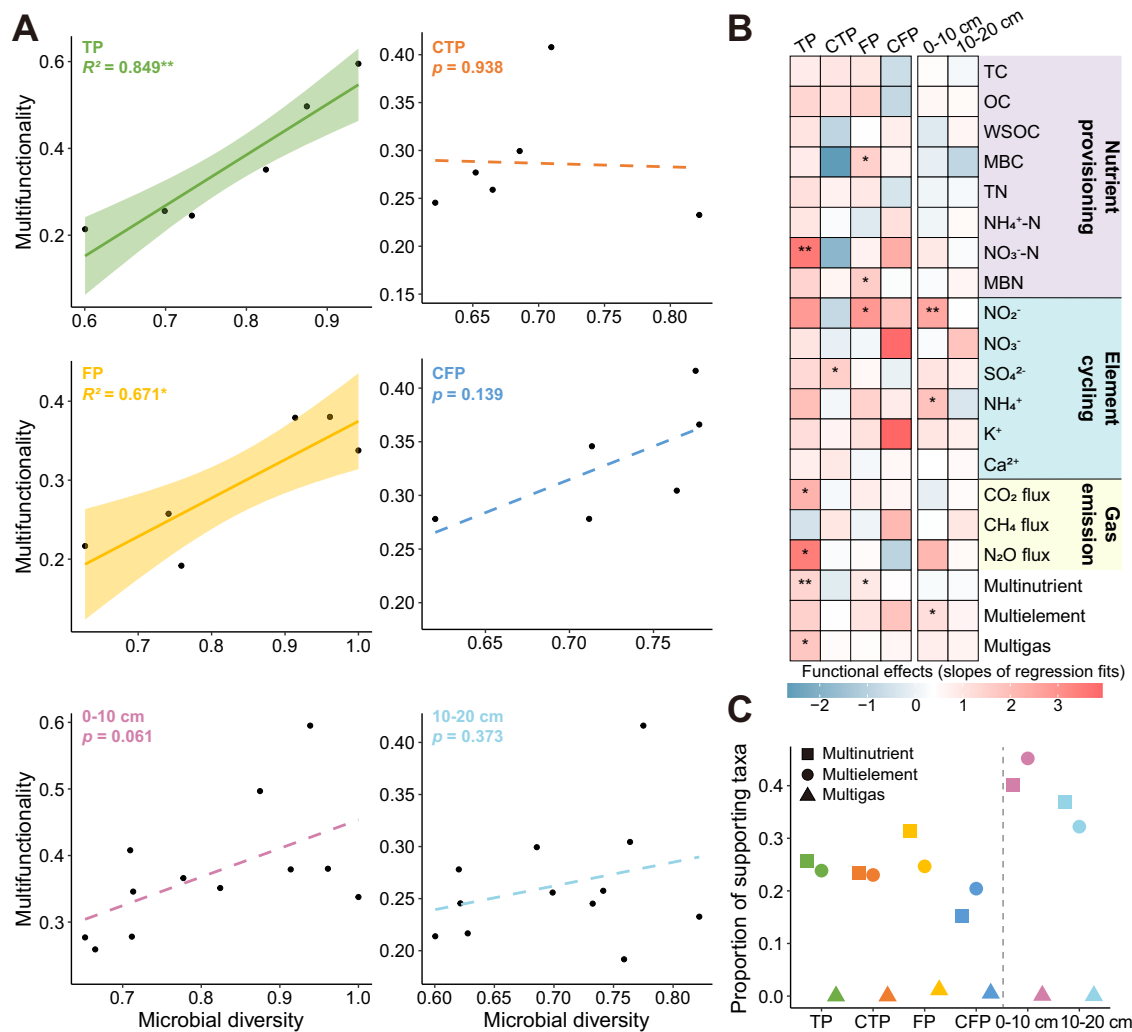 A
TP
R² = 0.849**
Multifunctionality
0.6
0.4
0.2
0.6 0.7 0.8 0.9
CTP
p = 0.938
0.40
0.35
0.30
0.25
0.20
0.15
0.65 0.70 0.75 0.80
FP
R² = 0.671*
Multifunctionality
0.4
0.3
0.2
0.7 0.8 0.9 1.0
CFP
p = 0.139
0.40
0.35
0.30
0.25
0.20
0.65 0.70 0.75
0-10 cm
p = 0.061
Multifunctionality
0.6
0.5
0.4
0.3
0.7 0.8 0.9 1.0
Microbial diversity
10-20 cm
p = 0.373
0.40
0.35
0.30
0.25
0.20
0.60 0.65 0.70 0.75 0.80
Microbial diversity
B
TP CTP FP CFP 0-10 cm 10-20 cm
TC
OC
WSOC
* MBC
TN
NH₄⁺-N
** NO₃⁻-N
* MBN
* ** NO₂⁻
NO₃⁻
* SO₄²⁻
* NH₄⁺
K⁺
Ca²⁺
* CO₂ flux
CH₄ flux
* N₂O flux
** * Multinutrient
* Multielement
* Multigas
Nutrient
provisioning
Element
cycling
Gas
emission
Functional effects (slopes of regression fits)
−2 −1 0 1 2 3
C
Proportion of supporting taxa
0.4
0.3
0.2
0.1
0.0
Multinutrient
Multielement
Multigas
TP CTP FP CFP 0-10 cm 10-20 cm